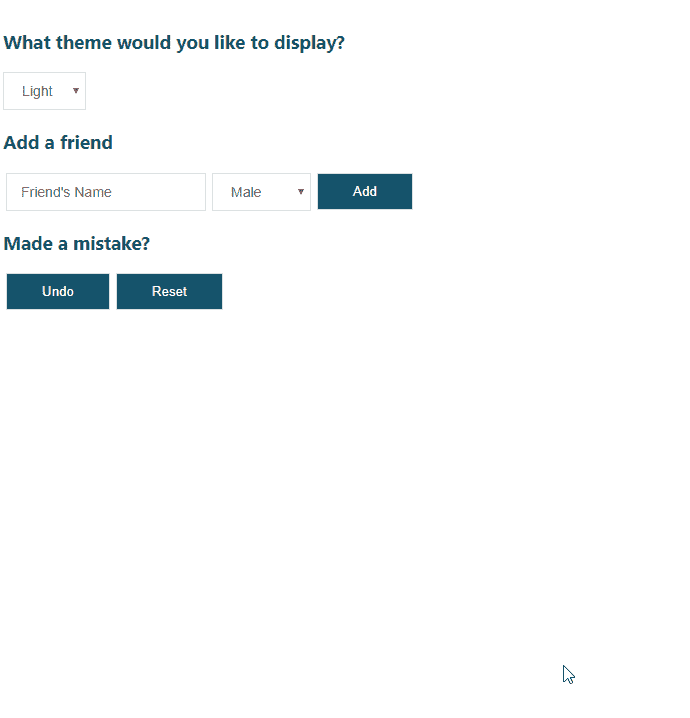 What theme would you like to display?
Light
Add a friend
Friend's Name Male Add
Made a mistake?
Undo Reset